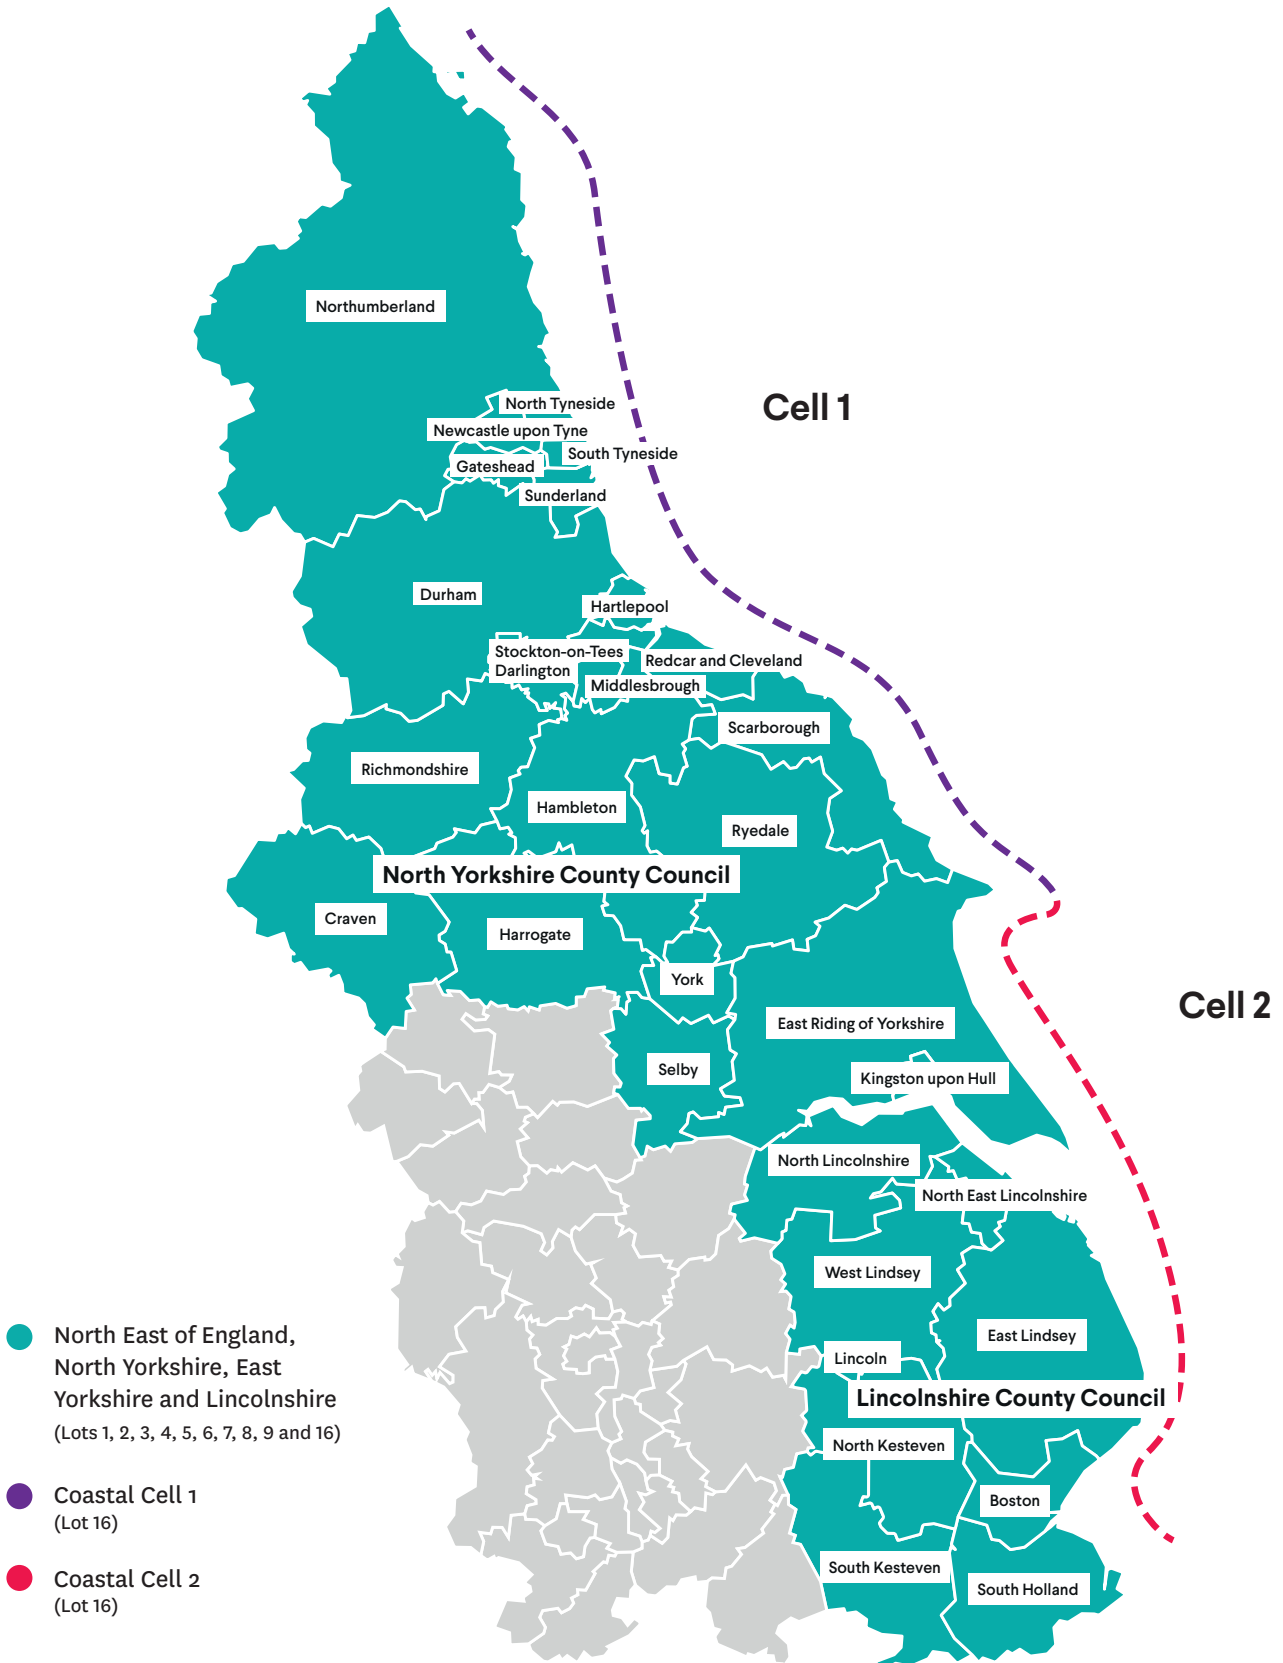 Northumberland
Cell 1
North Tyneside
Newcastle upon Tyne
South Tyneside
Gateshead
Sunderland
Durham
Hartlepool
Stockton-on-Tees
Darlington
Redcar and Cleveland
Middlesbrough
Scarborough
Richmondshire
Hambleton
Ryedale
North Yorkshire County Council
Craven
Harrogate
York
Cell 2
East Riding of Yorkshire
Selby
Kingston upon Hull
North Lincolnshire
North East Lincolnshire
West Lindsey
East Lindsey
Lincoln
Lincolnshire County Council
North Kesteven
Boston
South Kesteven
South Holland
North East of England,
North Yorkshire, East
Yorkshire and Lincolnshire
(Lots 1, 2, 3, 4, 5, 6, 7, 8, 9 and 16)
Coastal Cell 1
(Lot 16)
Coastal Cell 2
(Lot 16)